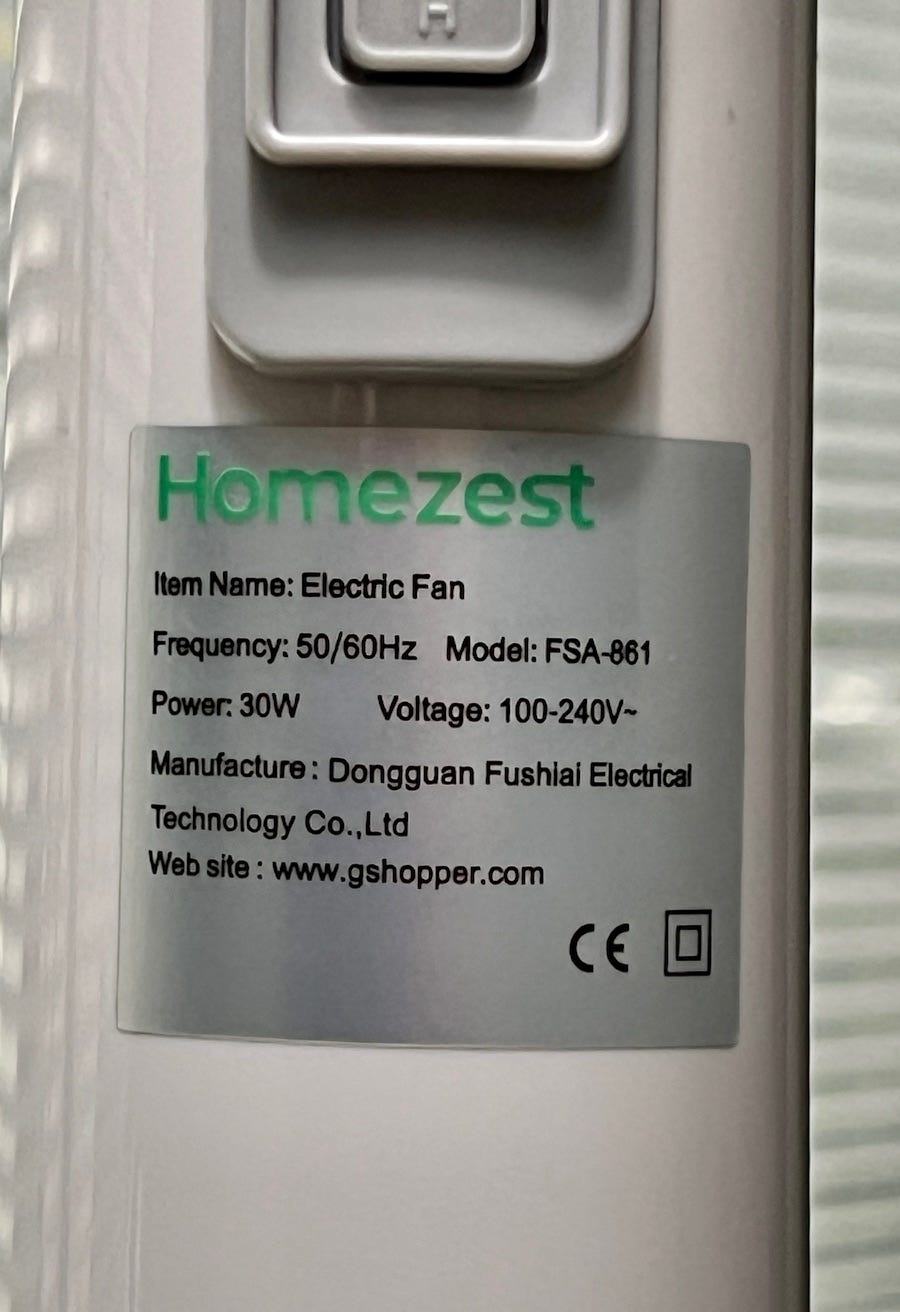 H
Homezest
Item Name: Electric Fan
Frequency: 50/60Hz Model: FSA-861
Power: 30W Voltage: 100-240V~
Manufacture : Dongguan Fushiai Electrical
Technology Co.,Ltd
Web site : www.gshopper.com
CE